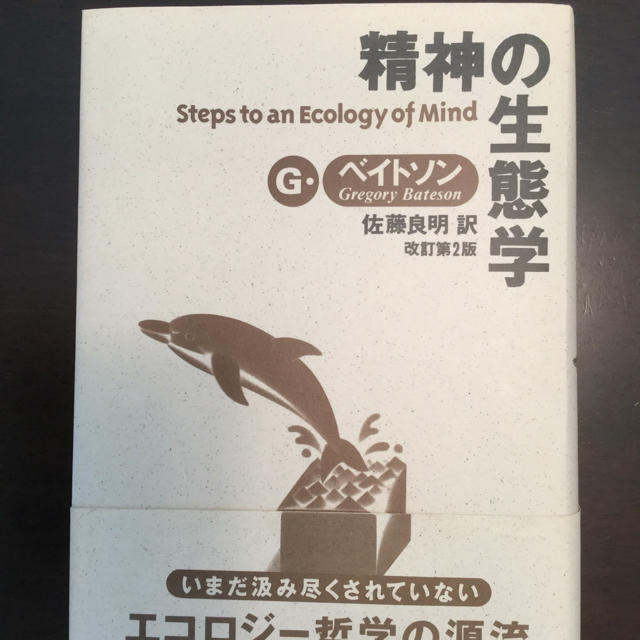 精神の生態学
Steps to an Ecology of Mind
G・ベイトソン
Gregory Bateson
佐藤良明 訳
改訂第2版
いまだ汲み尽くされていない
エコロジー哲学の源流